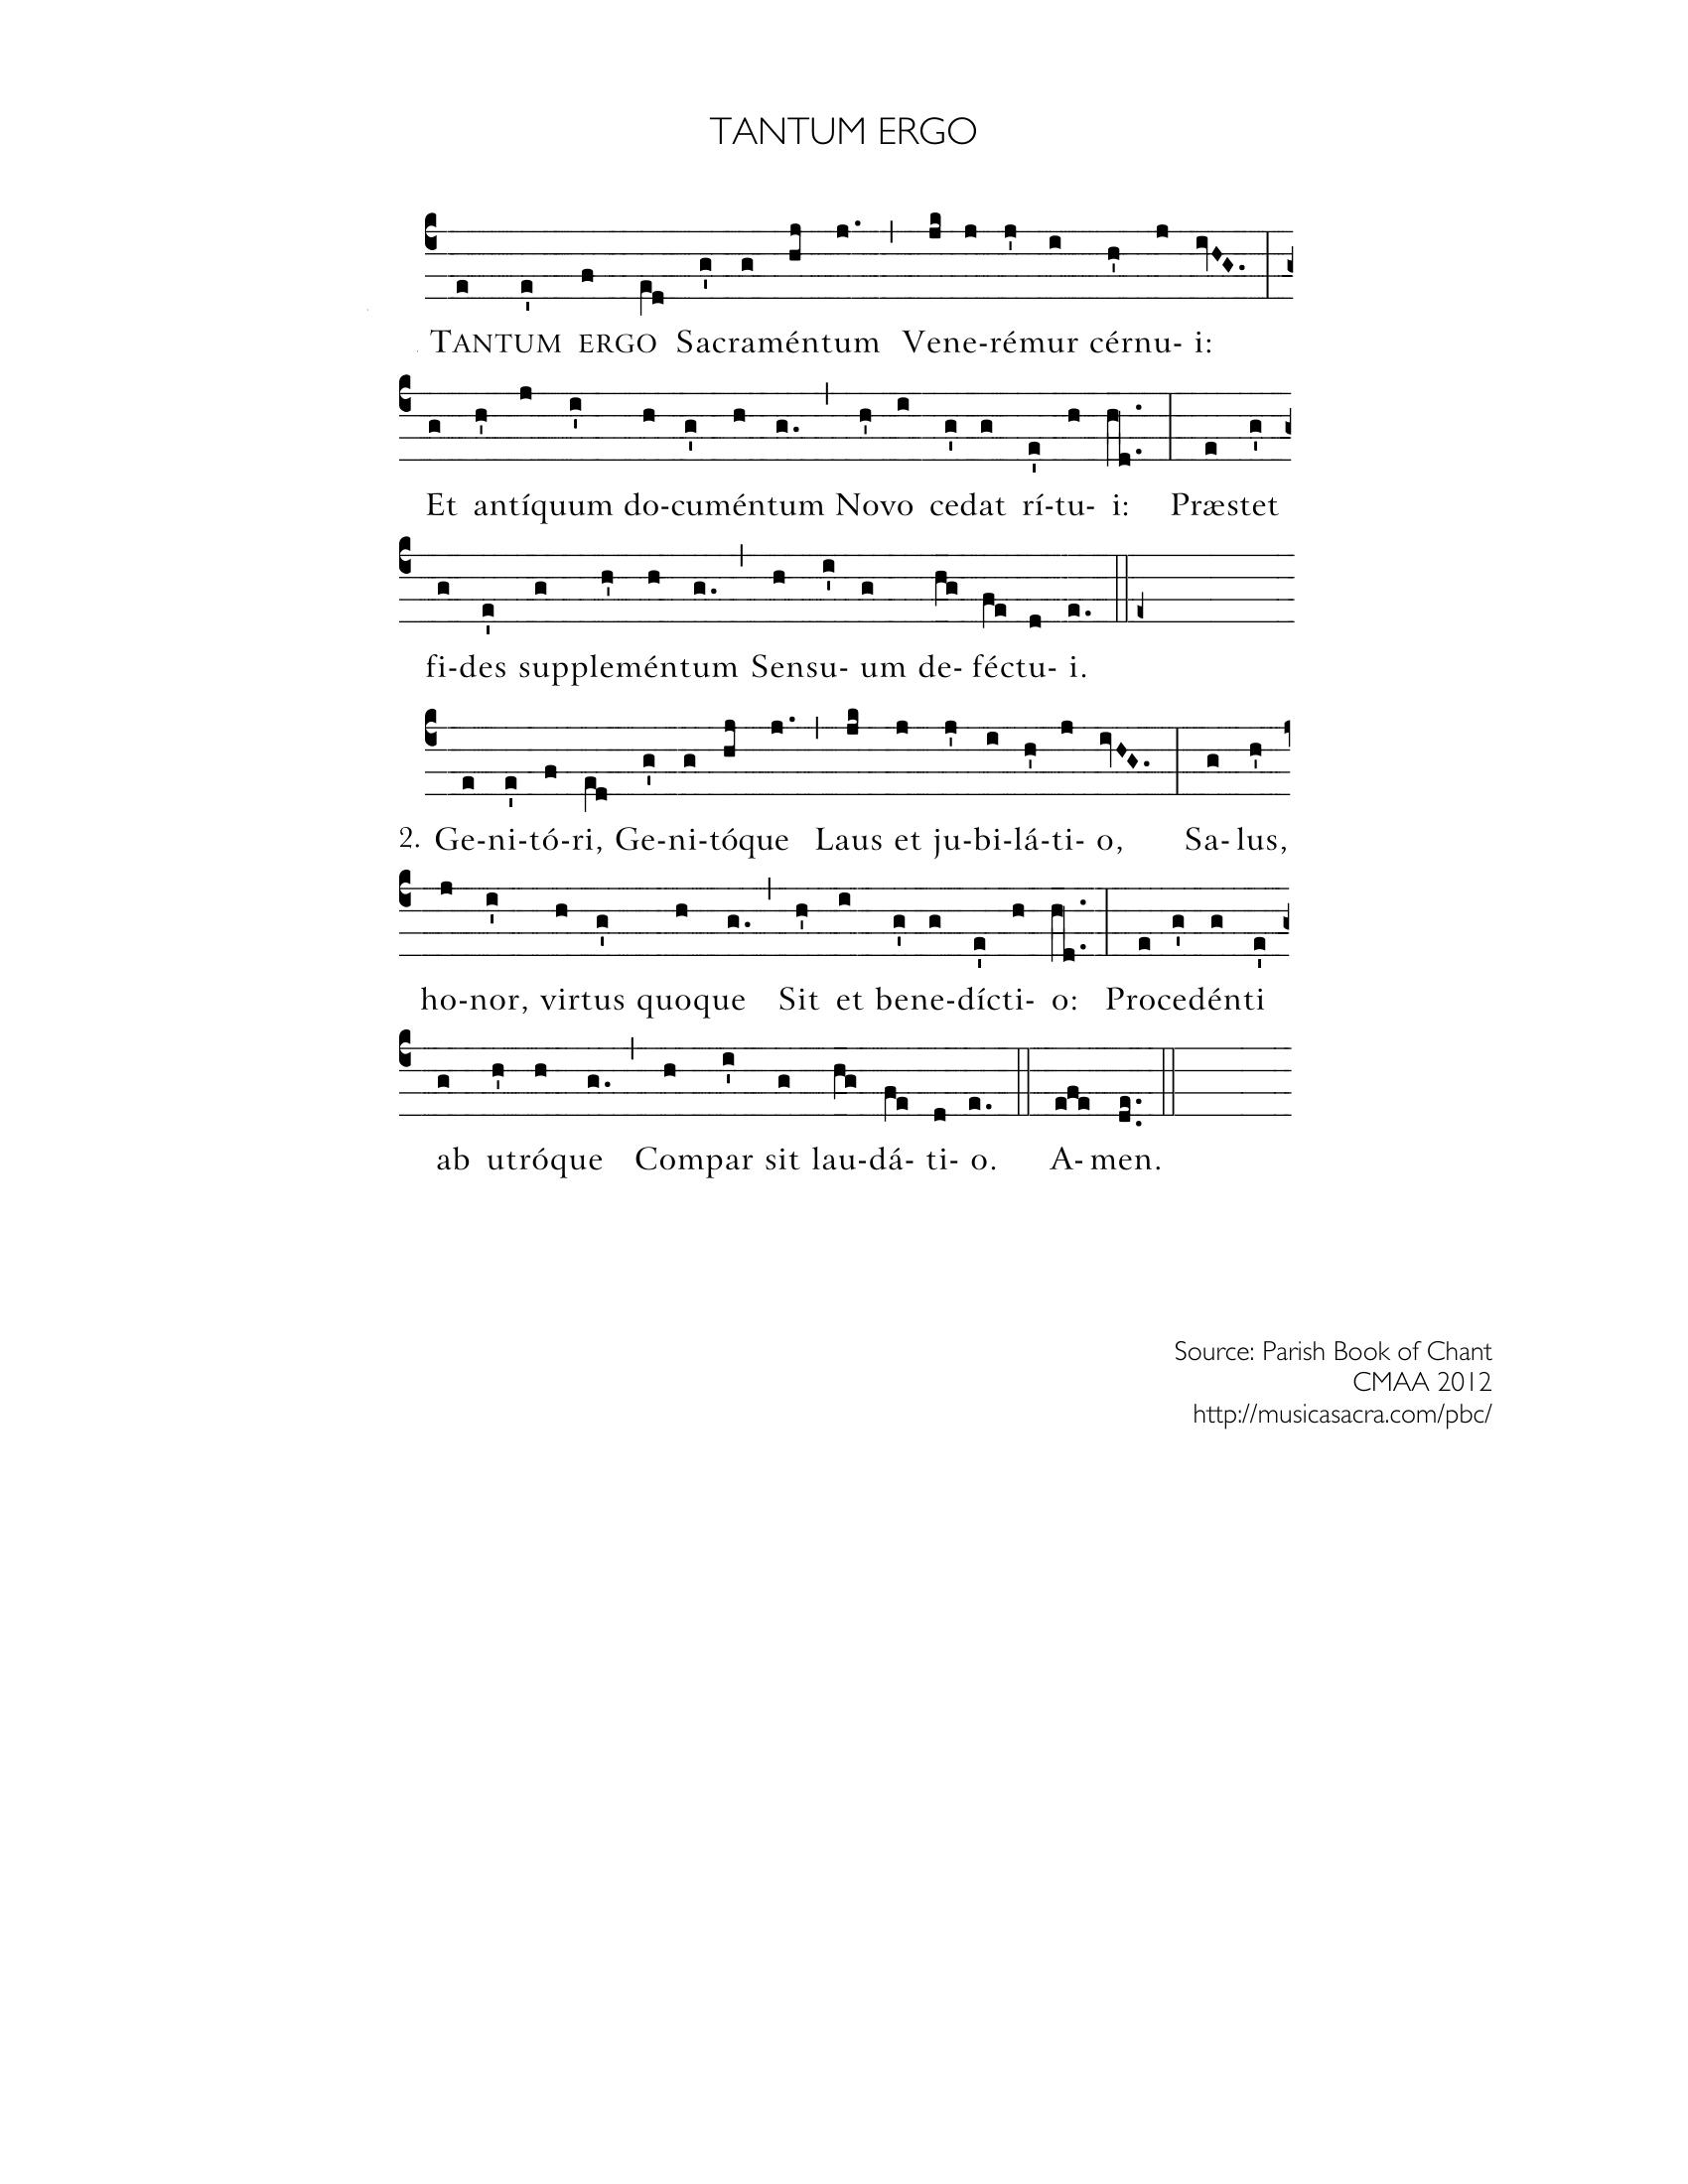 TANTUM ERGO
TANTUM ERGO Sacraméntum Vene-rémur cérnu- i:
Et antíquum do-cuméntum Novo cedat rí-tu- i: Præstet
fi-des suppleméntum Sensu- um de- féctu- i.
2. Ge-ni-tó-ri, Ge-ni-tóque Laus et ju-bi-lá-ti- o, Sa-lus,
ho-nor, virtus quoque Sit et bene-dícti- o: Procedénti
ab utróque Compar sit lau-dá- ti- o. A-men.
Source: Parish Book of Chant
CMAA 2012
http://musicasacra.com/pbc/